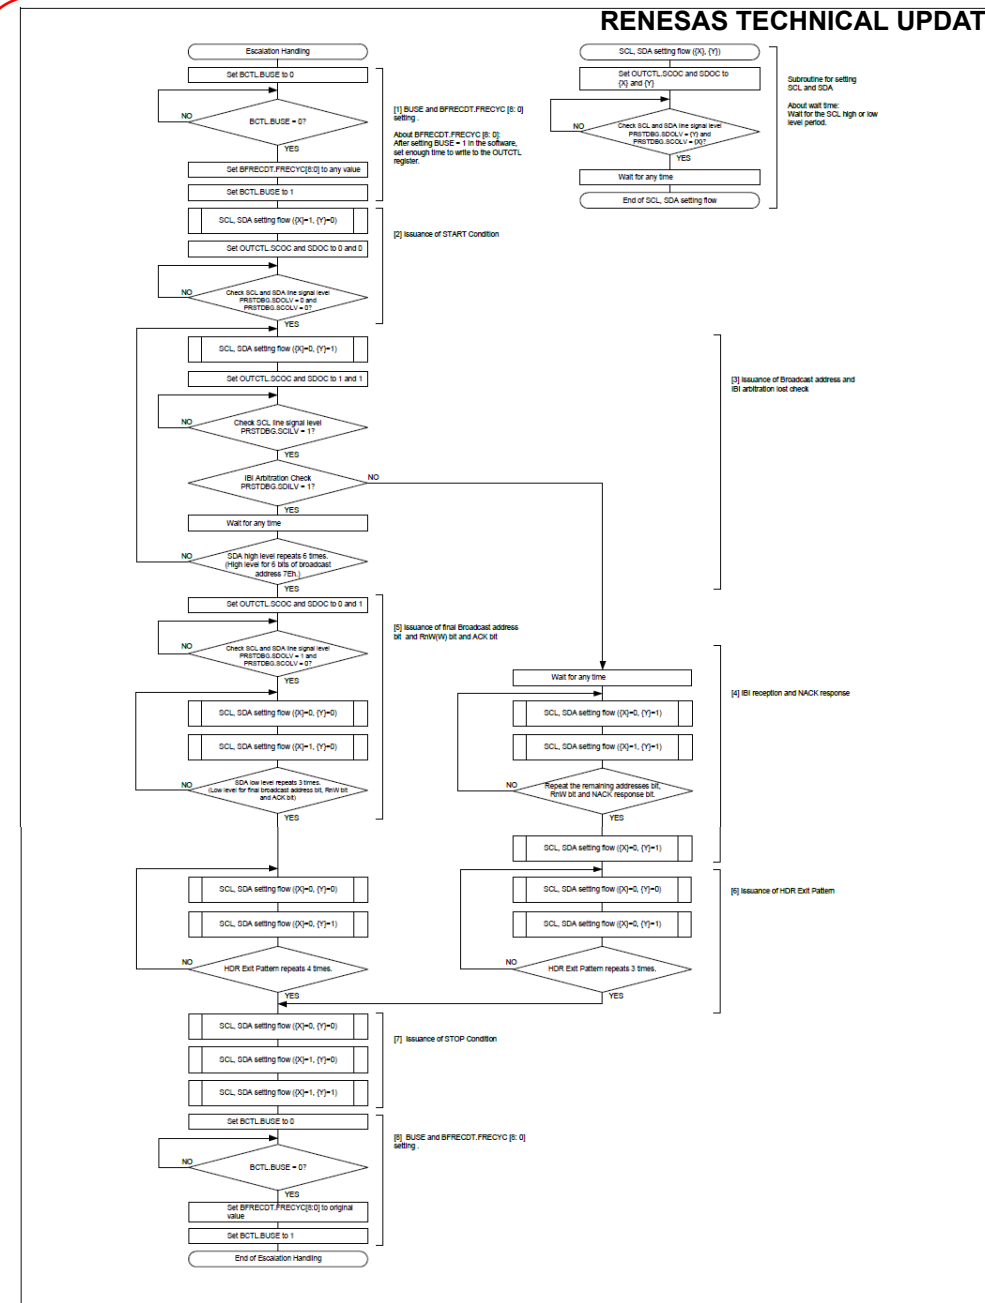 RENESAS TECHNICAL UPDAT
Escalation Handling
Set BCTL.BUSE to 0
NO
BCTL.BUSE = 0?
YES
Set BFRECDT.FRECYC[8:0] to any value
Set BCTL.BUSE to 1
[1] BUSE and BFRECDT.FRECYC [8: 0]
setting .
About BFRECDT.FRECYC [8: 0]:
After setting BUSE = 1 in the software,
set enough time to write to the OUTCTL
register.
SCL, SDA setting flow ({X}, {Y})
Set OUTCTL.SCOC and SDOC to
{X} and {Y}
NO
Check SCL and SDA line signal level
PRSTDBG.SDOLV = {Y} and
PRSTDBG.SCOLV = {X}?
YES
Wait for any time
End of SCL, SDA setting flow
Subroutine for setting
SCL and SDA
About wait time:
Wait for the SCL high or low
level period.
SCL, SDA setting flow ({X}=1, {Y}=0)
Set OUTCTL.SCOC and SDOC to 0 and 0
NO
Check SCL and SDA line signal level
PRSTDBG.SDOLV = 0 and
PRSTDBG.SCOLV = 0?
YES
[2] Issuance of START Condition
SCL, SDA setting flow ({X}=0, {Y}=1)
Set OUTCTL.SCOC and SDOC to 1 and 1
NO
Check SCL line signal level
PRSTDBG.SCILV = 1?
YES
IBI Arbitration Check
PRSTDBG.SDILV = 1?
NO
YES
Wait for any time
NO
SDA high level repeats 6 times.
(High level for 6 bits of broadcast
address 7Eh.)
YES
[3] Issuance of Broadcast address and
IBI arbitration lost check
Set OUTCTL.SCOC and SDOC to 0 and 1
NO
Check SCL and SDA line signal level
PRSTDBG.SDOLV = 1 and
PRSTDBG.SCOLV = 0?
YES
SCL, SDA setting flow ({X}=0, {Y}=0)
SCL, SDA setting flow ({X}=1, {Y}=0)
NO
SDA low level repeats 3 times.
(Low level for final broadcast address bit, RnW bit
and ACK bit)
YES
[5] Issuance of final Broadcast address
bit and RnW(W) bit and ACK bit
Wait for any time
SCL, SDA setting flow ({X}=0, {Y}=1)
SCL, SDA setting flow ({X}=1, {Y}=1)
NO
Repeat the remaining addresses bit,
RnW bit and NACK response bit.
YES
SCL, SDA setting flow ({X}=0, {Y}=1)
[4] IBI reception and NACK response
SCL, SDA setting flow ({X}=0, {Y}=0)
SCL, SDA setting flow ({X}=0, {Y}=1)
NO
HDR Exit Pattern repeats 4 times.
YES
SCL, SDA setting flow ({X}=0, {Y}=0)
SCL, SDA setting flow ({X}=0, {Y}=1)
NO
HDR Exit Pattern repeats 3 times.
YES
[6] Issuance of HDR Exit Pattern
SCL, SDA setting flow ({X}=0, {Y}=0)
SCL, SDA setting flow ({X}=1, {Y}=0)
SCL, SDA setting flow ({X}=1, {Y}=1)
[7] Issuance of STOP Condition
Set BCTL.BUSE to 0
NO
BCTL.BUSE = 0?
YES
Set BFRECDT.FRECYC[8:0] to original
value
Set BCTL.BUSE to 1
End of Escalation Handling
[8] BUSE and BFRECDT.FRECYC [8: 0]
setting .